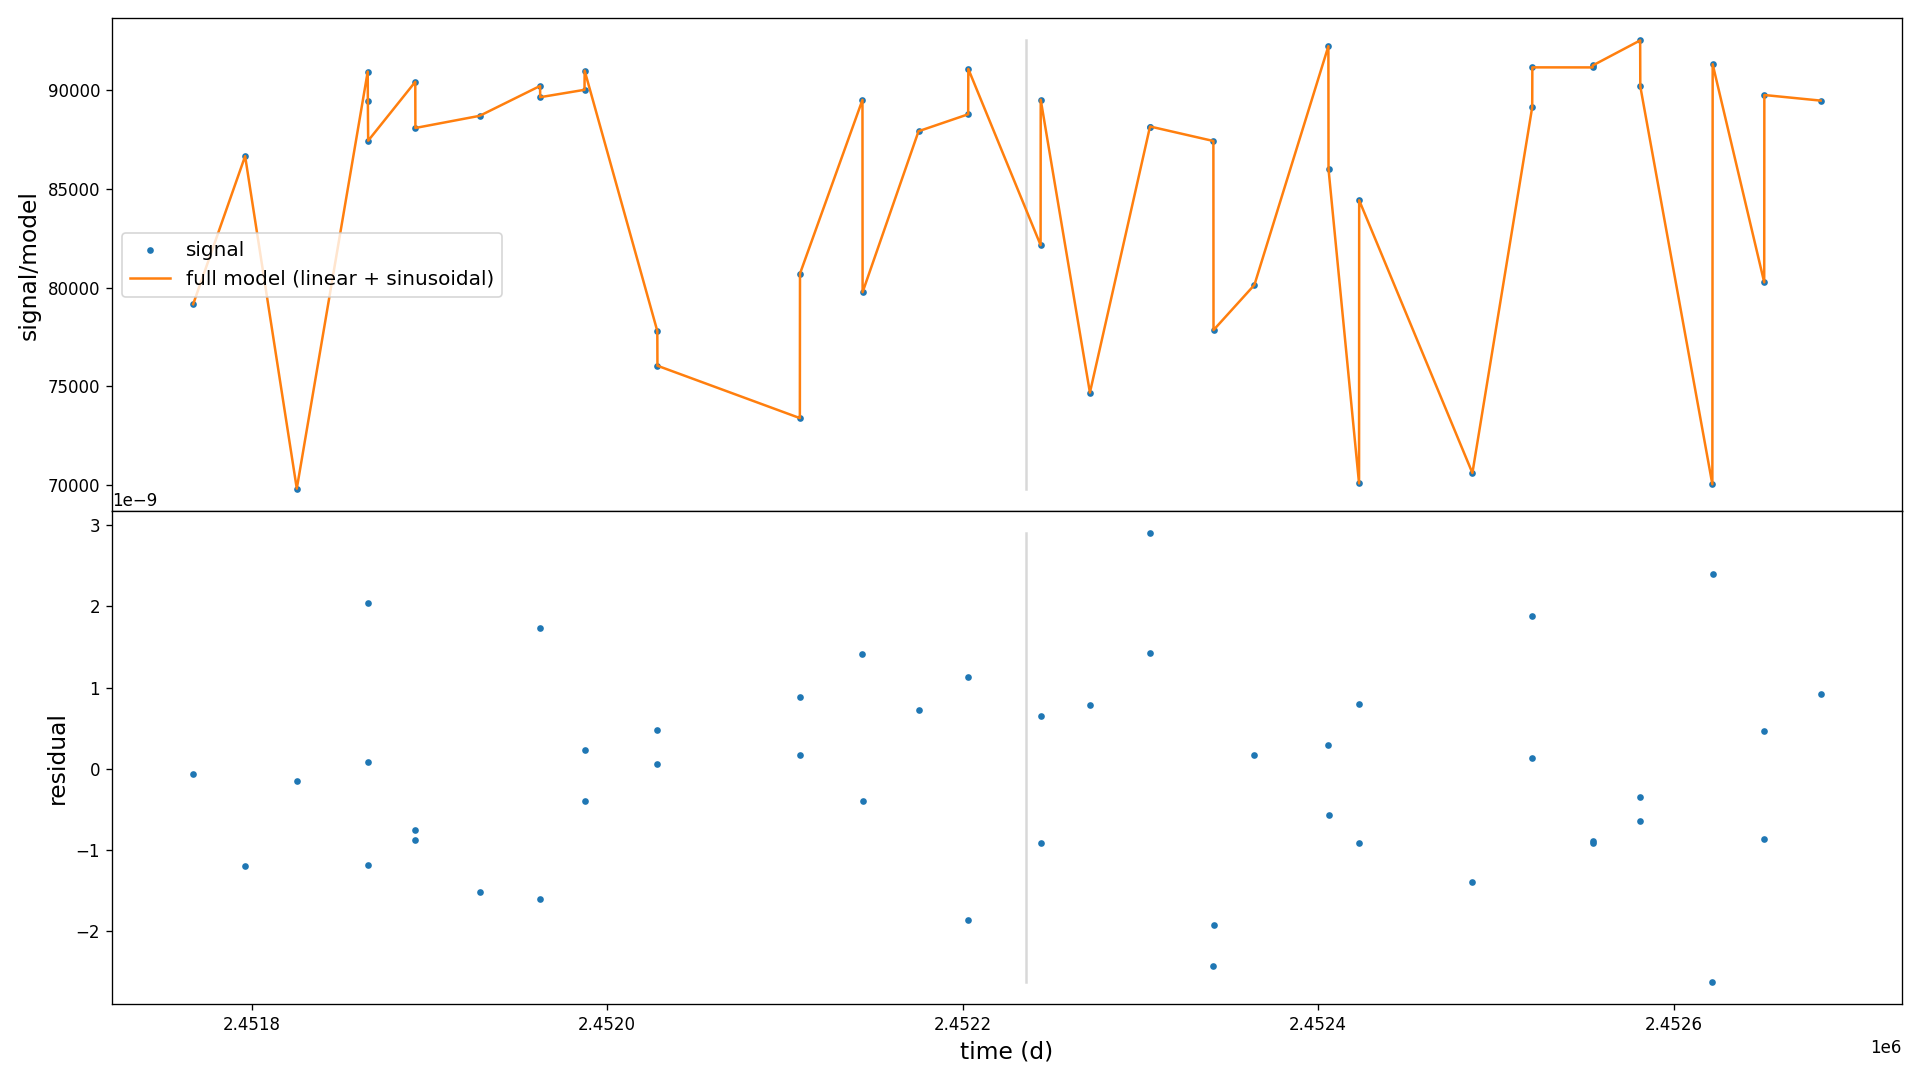 90000
85000
80000
75000
70000
signal/model
signal
full model (linear + sinusoidal)
1e−9
3
2
1
0
−1
−2
residual
2.4518
2.4520
2.4522
2.4524
2.4526
time (d)
1e6